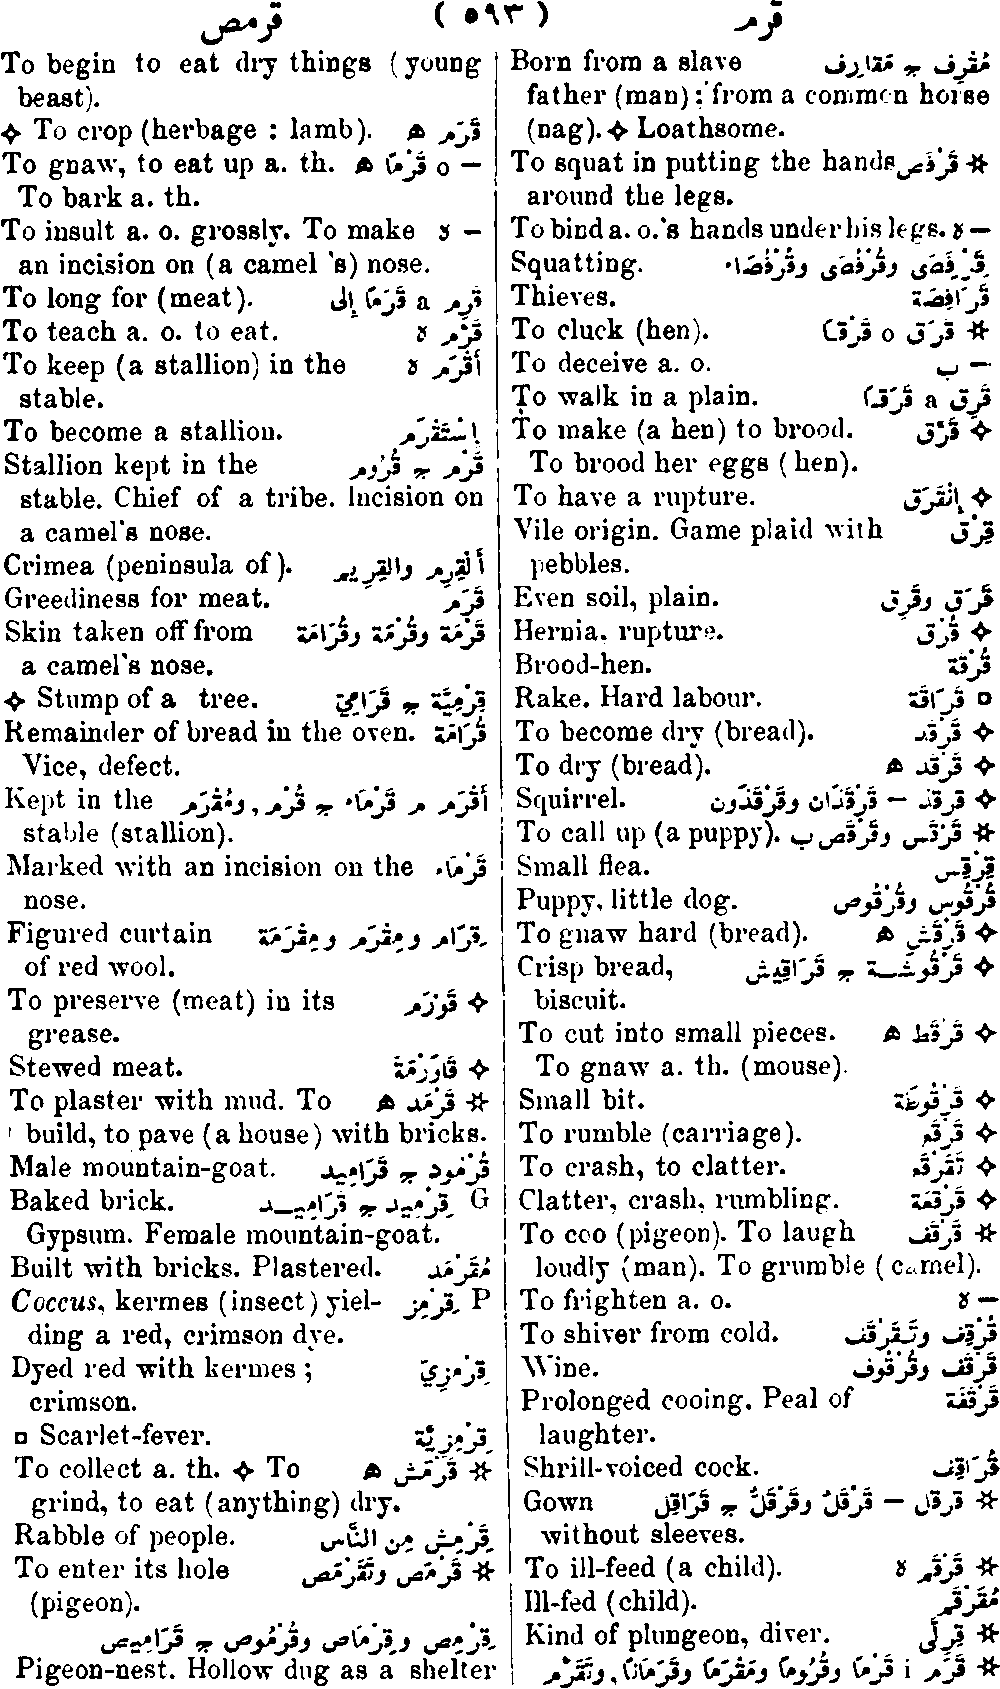 قرمص ( ٥٩٣ ) قرم
Born from a slave مُقْرِف ج مَقَارِف
father (man) : from a common horse
(nag). ✧ Loathsome.
To squat in putting the hands قَرْفَص *
around the legs.
To bind a. o.'s hands under his legs. ه —
Squatting. قِرْفِصَى وقُرْفُصَى وقُرْفُصَاء
Thieves. قَرَافِصَة
To cluck (hen). قَرَق o قَرْقًا *
To deceive a. o. — ب
To walk in a plain. قَرِق a قَرَقًا
To make (a hen) to brood. قَرَّق ✧
To brood her eggs (hen).
To have a rupture. إِنْقَرَق ✧
Vile origin. Game plaid with قِرْق
pebbles.
Even soil, plain. قَرَق وقَرِق
Hernia, rupture. قُرْق ✧
Brood-hen. قُرْقَة
Rake. Hard labour. قَرَّاقَة □
To become dry (bread). قَرْقَد ✧
To dry (bread). قَرْقَد ه ✧
Squirrel. قَرْقَذ — قَرْقَذَان وقَرْقَذُون ✧
To call up (a puppy). قَرْقَس وقَرْقَص ب *
Small flea. قِرْقِس
Puppy, little dog. قُرْقُوس وقُرْقُوص
To gnaw hard (bread). قَرْقَش ه ✧
Crisp bread, قَرْقُوشَة ج قَرَاقِيش ✧
biscuit.
To cut into small pieces. قَرْقَط ه ✧
To gnaw a. th. (mouse).
Small bit. قَرْقُوعَة ✧
To rumble (carriage). قَرْقَع ✧
To crash, to clatter. تَقَرْقَع ✧
Clatter, crash, rumbling. قَرْقَعَة ✧
To coo (pigeon). To laugh قَرْقَف *
loudly (man). To grumble (camel).
To frighten a. o. ه —
To shiver from cold. قُرْقِف وتَقَرْقَف
Wine. قَرْقَف وقُرْقُوف
Prolonged cooing. Peal of قَرْقَفَة
laughter.
Shrill-voiced cock. قُرَاقِف
Gown قرقل — قَرْقَل وقَرْقَلّ ج قَرَاقِل *
without sleeves.
To ill-feed (a child). قَرْقَم ه *
Ill-fed (child). مُقَرْقَم
Kind of plungeon, diver. قِرِلَّى *
قَرَم i قَرْمًا وقُرُومًا ومَقْرَمًا وقَرَمَانًا, وتَقَرَّم *
To begin to eat dry things (young
beast).
✧ To crop (herbage : lamb). قَرَم ه
To gnaw, to eat up a. th. ه قَرْمًا o —
To bark a. th.
To insult a. o. grossly. To make ه —
an incision on (a camel 's) nose.
To long for (meat). قَرِم a قَرَمًا إِلى
To teach a. o. to eat. قَرَّم ه
To keep (a stallion) in the أَقْرَم ه
stable.
To become a stallion. إِسْتَقْرَم
Stallion kept in the قَرْم ج قُرُوم
stable. Chief of a tribe. Incision on
a camel's nose.
Crimea (peninsula of). أَلْقِرِم والقِرِيم
Greediness for meat. قَرَم
Skin taken off from قَرْمَة وقُرْمَة وقُرَامَة
a camel's nose.
✧ Stump of a tree. قِرْمِيَّة ج قَرَامِيّ
Remainder of bread in the oven. قُرَامَة
Vice, defect.
Kept in the أَقْرَم م قَرْمَاء ج قُرْم, ومُقْرَم
stable (stallion).
Marked with an incision on the قَرْمَاء
nose.
Figured curtain قِرَام ومِقْرَم ومِقْرَمَة
of red wool.
To preserve (meat) in its قَوْرَم ✧
grease.
Stewed meat. قَاوَرْمَة ✧
To plaster with mud. To قَرْمَد ه *
build, to pave (a house) with bricks.
Male mountain-goat. قُرْمُود ج قَرَامِيد
Baked brick. قِرْمِيد ج قَرَامِيد G
Gypsum. Female mountain-goat.
Built with bricks. Plastered. مُقَرْمَد
Coccus, kermes (insect) yiel- قِرْمِز P
ding a red, crimson dye.
Dyed red with kermes ; قِرْمِزِيّ
crimson.
□ Scarlet-fever. قِرْمِزِيَّة
To collect a. th. ✧ To قَرْمَش ه *
grind, to eat (anything) dry.
Rabble of people. قَرْمِش مِن النَّاس
To enter its hole قَرْمَص وتَقَرْمَص *
(pigeon).
قِرْمِص وقِرْمَاص وقُرْمُوص ج قَرَامِيص
Pigeon-nest. Hollow dug as a shelter